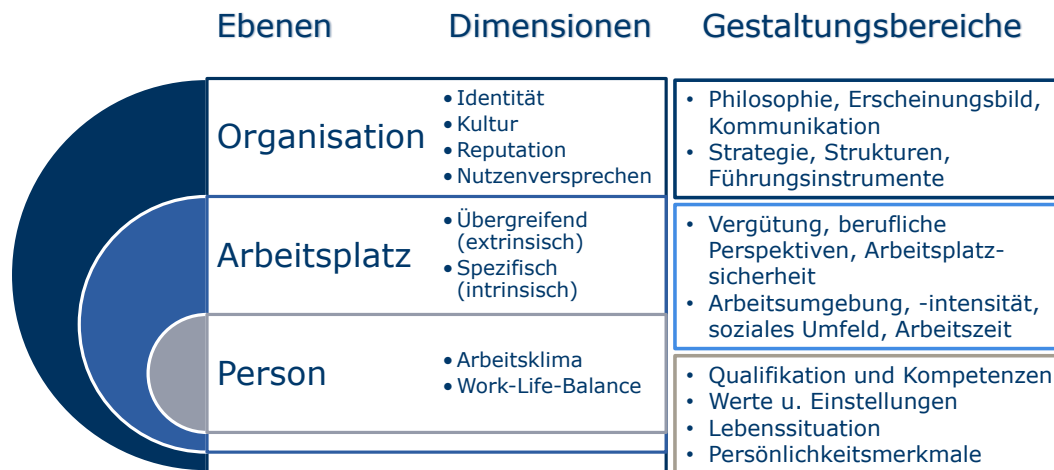 Ebenen
Dimensionen
Gestaltungsbereiche
Organisation
• Identität
• Kultur
• Reputation
• Nutzenversprechen
• Philosophie, Erscheinungsbild,
Kommunikation
• Strategie, Strukturen,
Führungsinstrumente
Arbeitsplatz
• Übergreifend
(extrinsisch)
• Spezifisch
(intrinsisch)
• Vergütung, berufliche
Perspektiven, Arbeitsplatz-
sicherheit
• Arbeitsumgebung, -intensität,
soziales Umfeld, Arbeitszeit
Person
• Arbeitsklima
• Work-Life-Balance
• Qualifikation und Kompetenzen
• Werte u. Einstellungen
• Lebenssituation
• Persönlichkeitsmerkmale